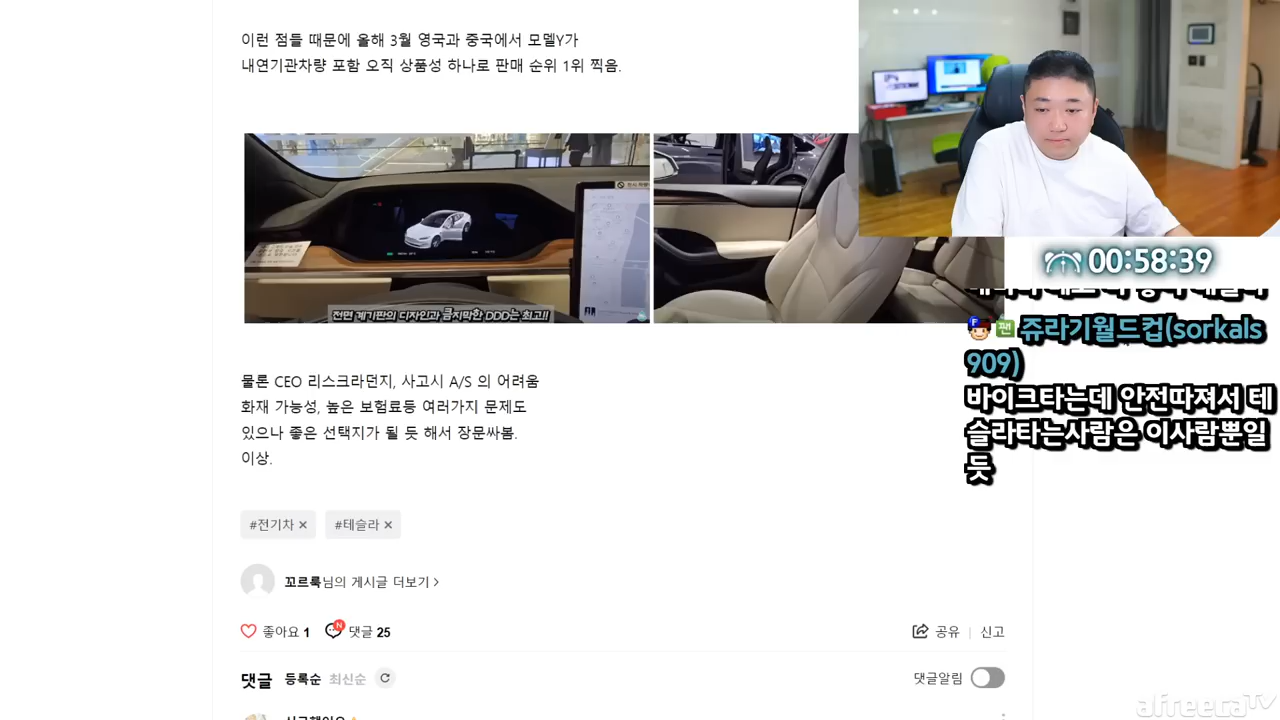 이런 점들 때문에 올해 3월 영국과 중국에서 모델Y가
내연기관차량 포함 오직 상품성 하나로 판매 순위 1위 찍음.
전면 계기판의 디자인과 큼지막한 DDD는 최고!!
00:58:39
쥬라기월드컵(sorkals
909)
바이크타는데 안전따져서 테
슬라타는사람은 이사람뿐일
듯
물론 CEO 리스크라던지, 사고시 A/S 의 어려움
화재 가능성, 높은 보험료등 여러가지 문제도
있으나 좋은 선택지가 될 듯 해서 장문싸봄.
이상.
#전기차 ×
#테슬라 ×
꼬르륵님의 게시글 더보기 >
좋아요 1
댓글 25
공유 | 신고
댓글 등록순 최신순
댓글알림
afreecaTV